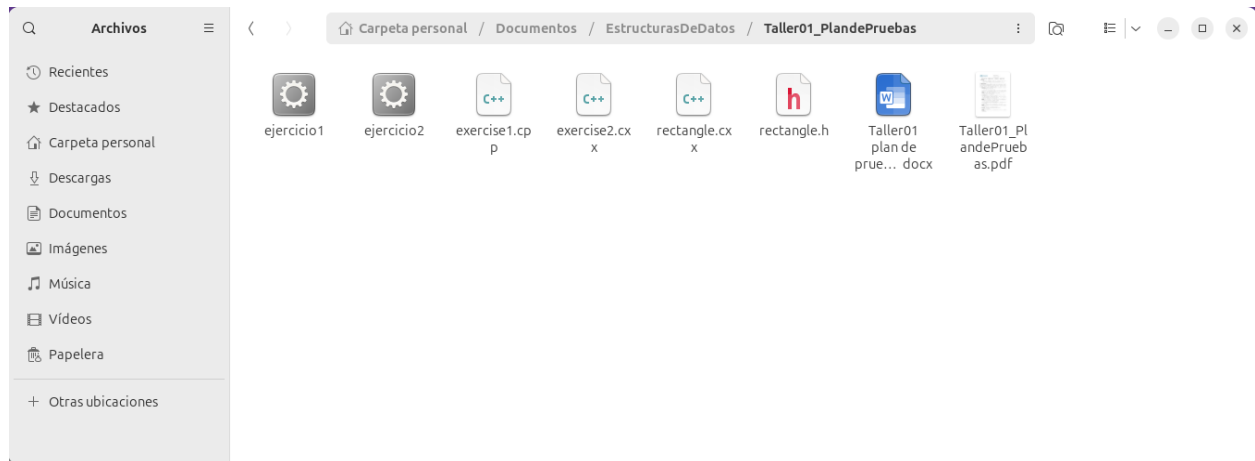 Archivos
Carpeta personal / Documentos / EstructurasDeDatos / Taller01_PlandePruebas
Recientes
Destacados
Carpeta personal
Descargas
Documentos
Imágenes
Música
Vídeos
Papelera
+ Otras ubicaciones
ejercicio1
ejercicio2
C++
exercise1.cp
p
C++
exercise2.cx
x
C++
rectangle.cx
x
h
rectangle.h
W
Taller01
plan de
prue… docx
Taller01_Pl
andePrueb
as.pdf